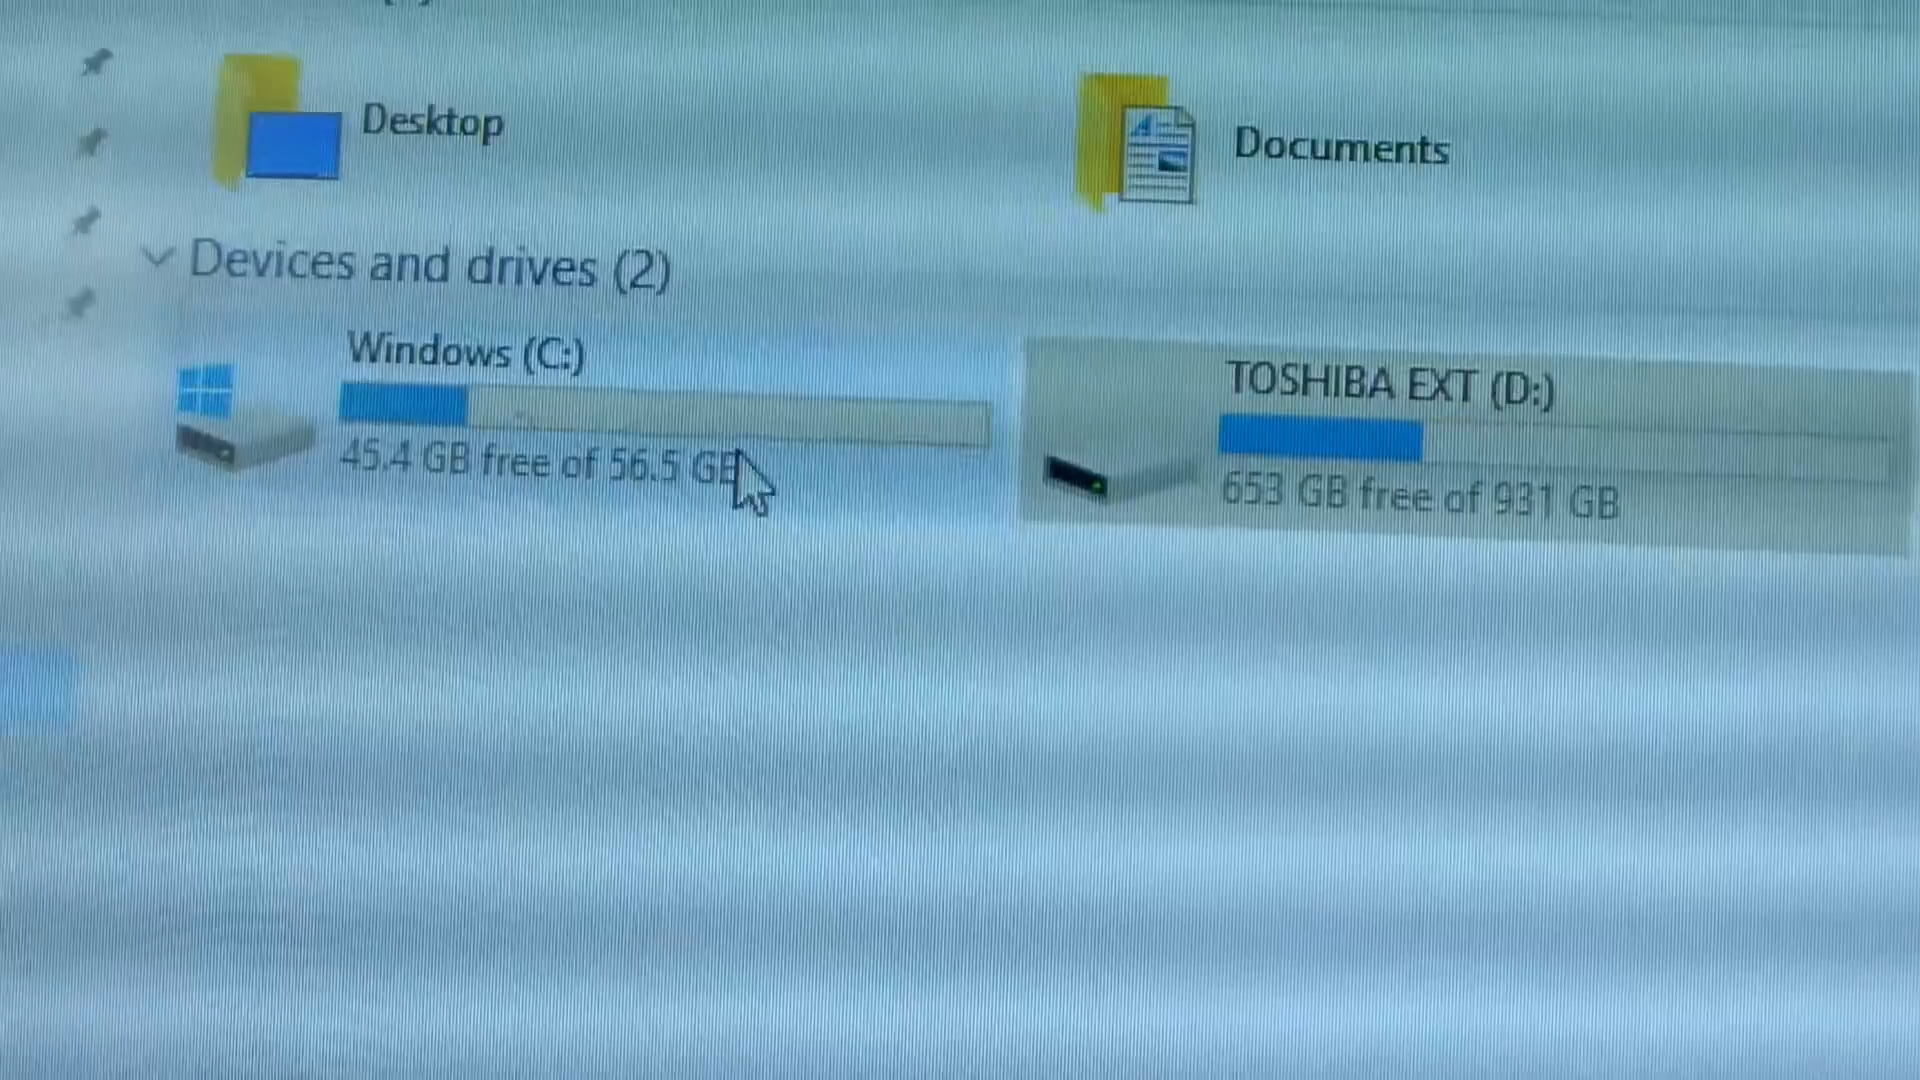 Desktop
Documents
Devices and drives (2)
Windows (C:)
45.4 GB free of 56.5 GB
TOSHIBA EXT (D:)
653 GB free of 931 GB